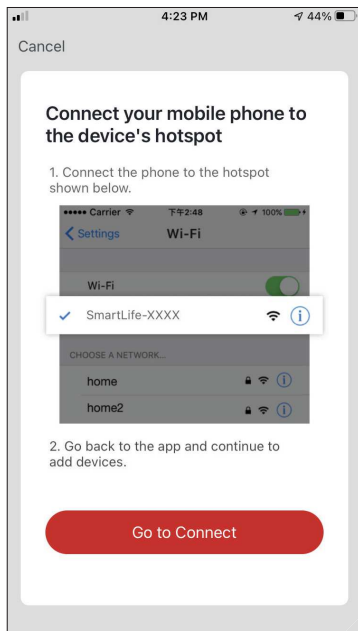 4:23 PM
44%
Cancel
Connect your mobile phone to
the device's hotspot
1. Connect the phone to the hotspot
shown below.
Carrier 下午2:48 100%
Settings Wi-Fi
Wi-Fi
SmartLife-XXXX
CHOOSE A NETWORK...
home
home2
2. Go back to the app and continue to
add devices.
Go to Connect